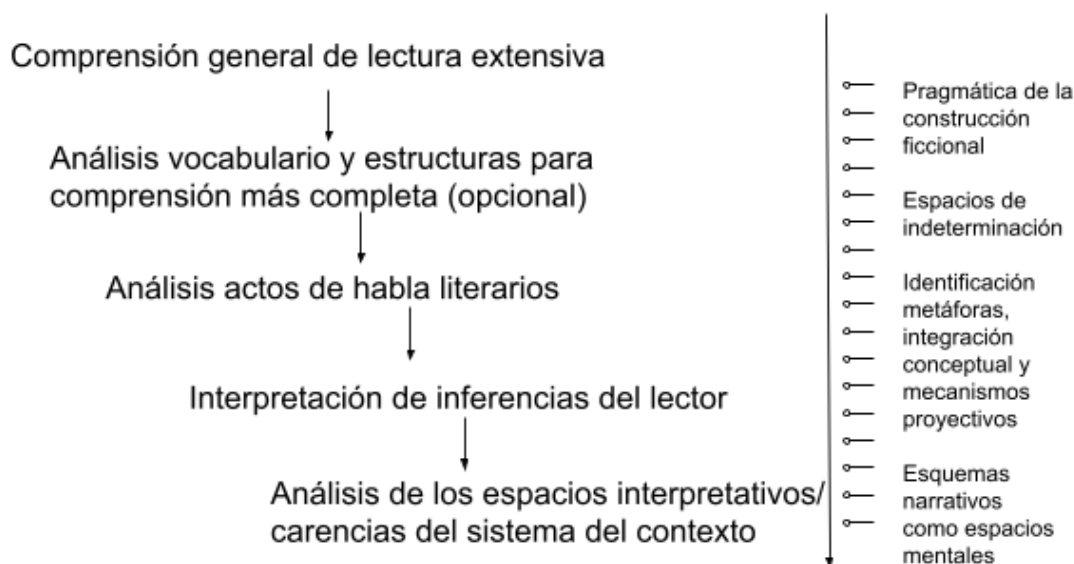 Comprensión general de lectura extensiva
Análisis vocabulario y estructuras para
comprensión más completa (opcional)
Análisis actos de habla literarios
Interpretación de inferencias del lector
Análisis de los espacios interpretativos/
carencias del sistema del contexto
Pragmática de la
construcción
ficcional
Espacios de
indeterminación
Identificación
metáforas,
integración
conceptual y
mecanismos
proyectivos
Esquemas
narrativos
como espacios
mentales